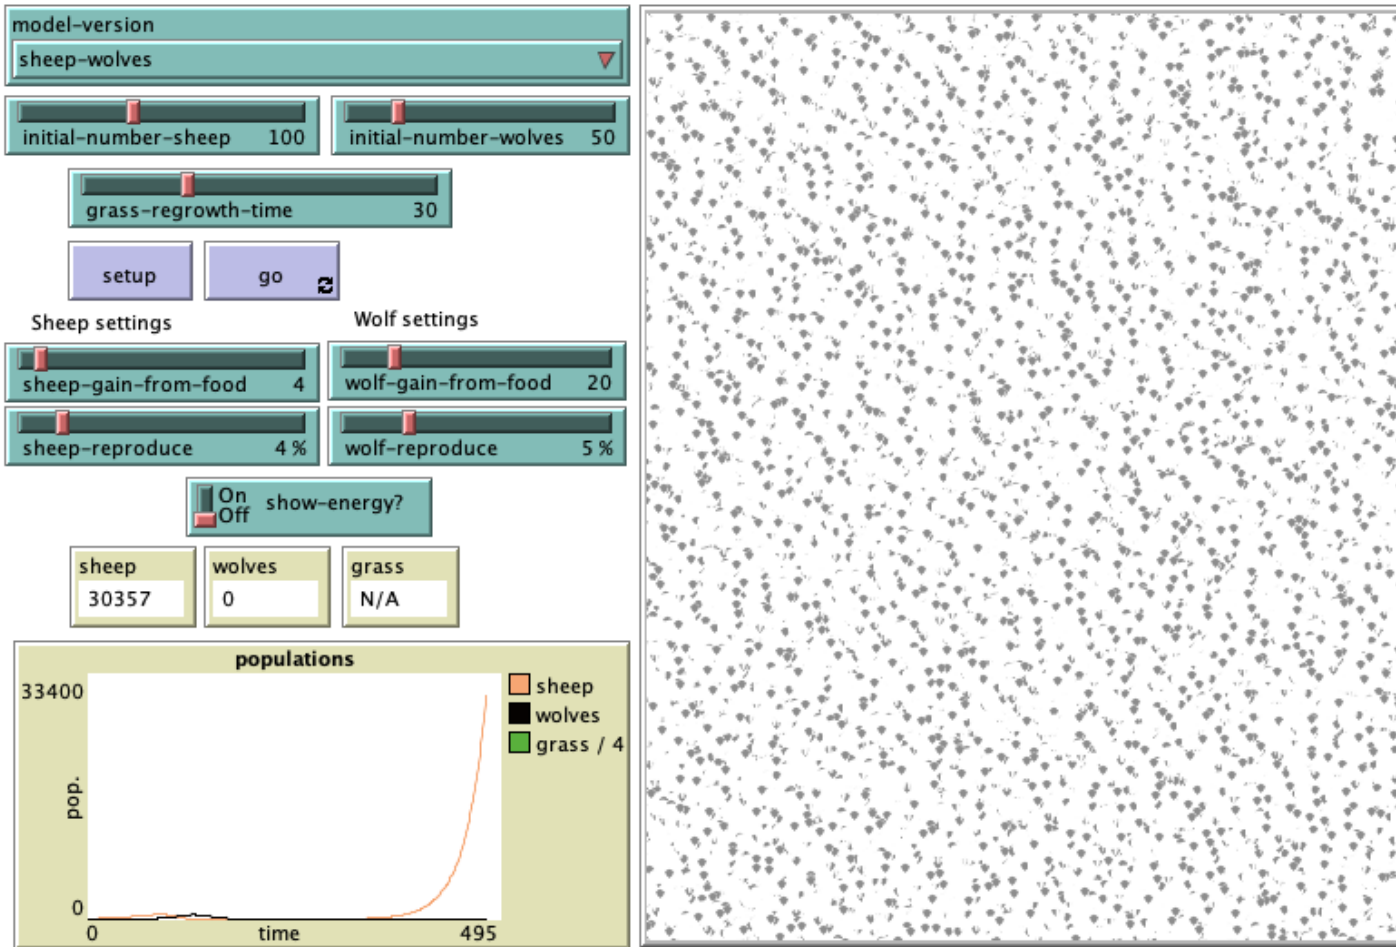 model-version
sheep-wolves
initial-number-sheep 100
initial-number-wolves 50
grass-regrowth-time 30
setup
go
Sheep settings
Wolf settings
sheep-gain-from-food 4
wolf-gain-from-food 20
sheep-reproduce 4 %
wolf-reproduce 5 %
On
Off
show-energy?
sheep
30357
wolves
0
grass
N/A
populations
33400
pop.
0
0
time
495
sheep
wolves
grass / 4